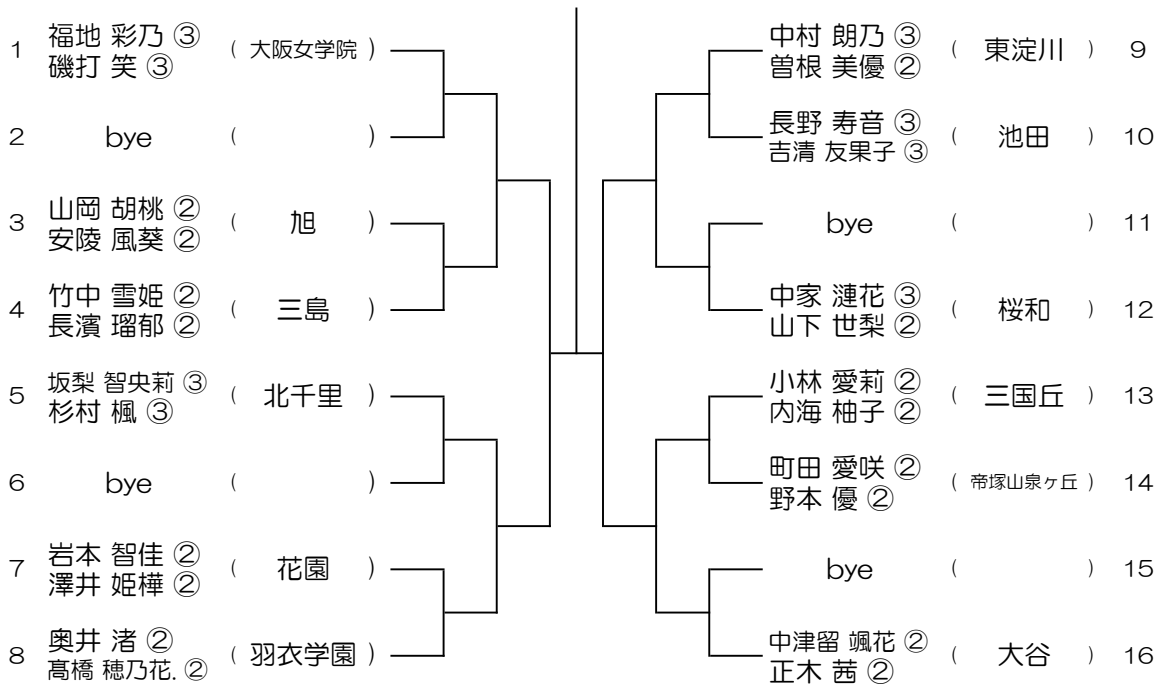 1 福地 彩乃 ③ ( 大阪女学院 )
磯打 笑 ③
2 bye ( )
3 山岡 胡桃 ② ( 旭 )
安陵 風葵 ②
4 竹中 雪姫 ② ( 三島 )
長濱 瑠郁 ②
5 坂梨 智央莉 ③ ( 北千里 )
杉村 楓 ③
6 bye ( )
7 岩本 智佳 ② ( 花園 )
澤井 姫樺 ②
8 奥井 渚 ② ( 羽衣学園 )
髙橋 穂乃花. ②
中村 朗乃 ③ ( 東淀川 ) 9
曽根 美優 ②
長野 寿音 ③ ( 池田 ) 10
吉清 友果子 ③
bye ( ) 11
中家 漣花 ③ ( 桜和 ) 12
山下 世梨 ②
小林 愛莉 ② ( 三国丘 ) 13
内海 柚子 ②
町田 愛咲 ② ( 帝塚山泉ヶ丘 ) 14
野本 優 ②
bye ( ) 15
中津留 颯花 ② ( 大谷 ) 16
正木 茜 ②